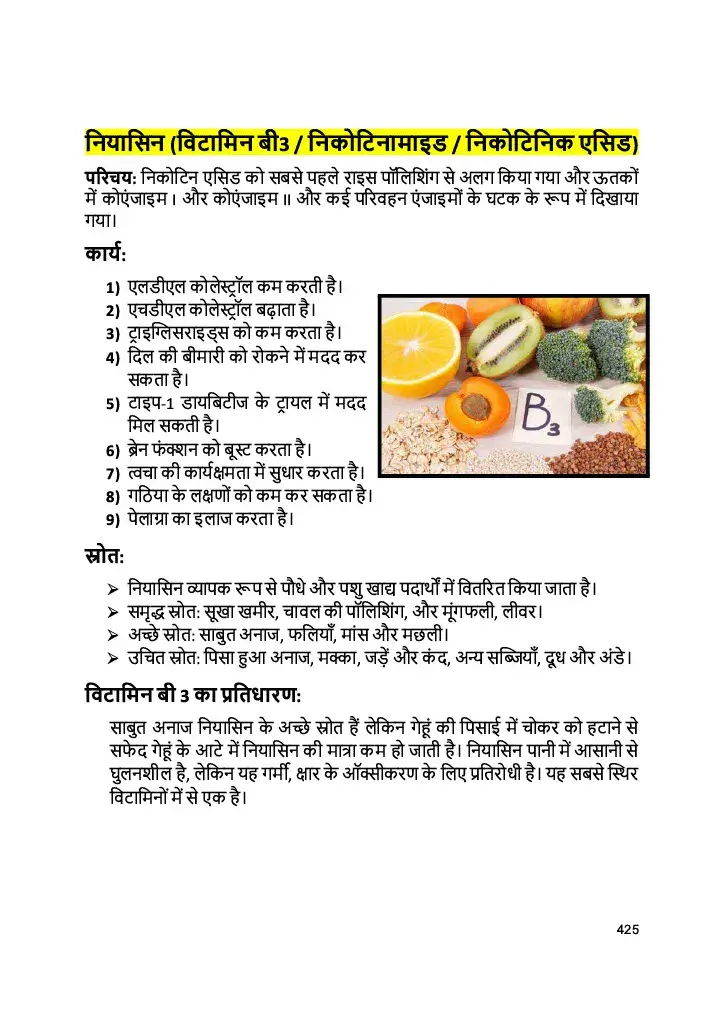 नियासिन (विटामिन बी3 / निकोटिनामाइड / निकोटिनिक एसिड)
परिचय: निकोटिन एसिड को सबसे पहले राइस पॉलिशिंग से अलग किया गया और ऊतकों
में कोएंजाइम । और कोएंजाइम ॥ और कई परिवहन एंजाइमों के घटक के रूप में दिखाया
गया।
कार्य:
1) एलडीएल कोलेस्ट्रॉल कम करती है।
2) एचडीएल कोलेस्ट्रॉल बढ़ाता है।
3) ट्राइग्लिसराइड्स को कम करता है।
4) दिल की बीमारी को रोकने में मदद कर
सकता है।
5) टाइप-1 डायबिटीज के ट्रायल में मदद
मिल सकती है।
6) ब्रेन फंक्शन को बूस्ट करता है।
7) त्वचा की कार्यक्षमता में सुधार करता है।
8) गठिया के लक्षणों को कम कर सकता है।
9) पेलाग्रा का इलाज करता है।
B3
स्रोत:
➢ नियासिन व्यापक रूप से पौधे और पशु खाद्य पदार्थों में वितरित किया जाता है।
➢ समृद्ध स्रोत: सूखा खमीर, चावल की पॉलिशिंग, और मूंगफली, लीवर।
➢ अच्छे स्रोत: साबुत अनाज, फलियाँ, मांस और मछली।
➢ उचित स्रोत: पिसा हुआ अनाज, मक्का, जड़ें और कंद, अन्य सब्जियाँ, दूध और अंडे।
विटामिन बी 3 का प्रतिधारण:
साबुत अनाज नियासिन के अच्छे स्रोत हैं लेकिन गेहूं की पिसाई में चोकर को हटाने से
सफेद गेहूं के आटे में नियासिन की मात्रा कम हो जाती है। नियासिन पानी में आसानी से
घुलनशील है, लेकिन यह गर्मी, क्षार के ऑक्सीकरण के लिए प्रतिरोधी है। यह सबसे स्थिर
विटामिनों में से एक है।
425